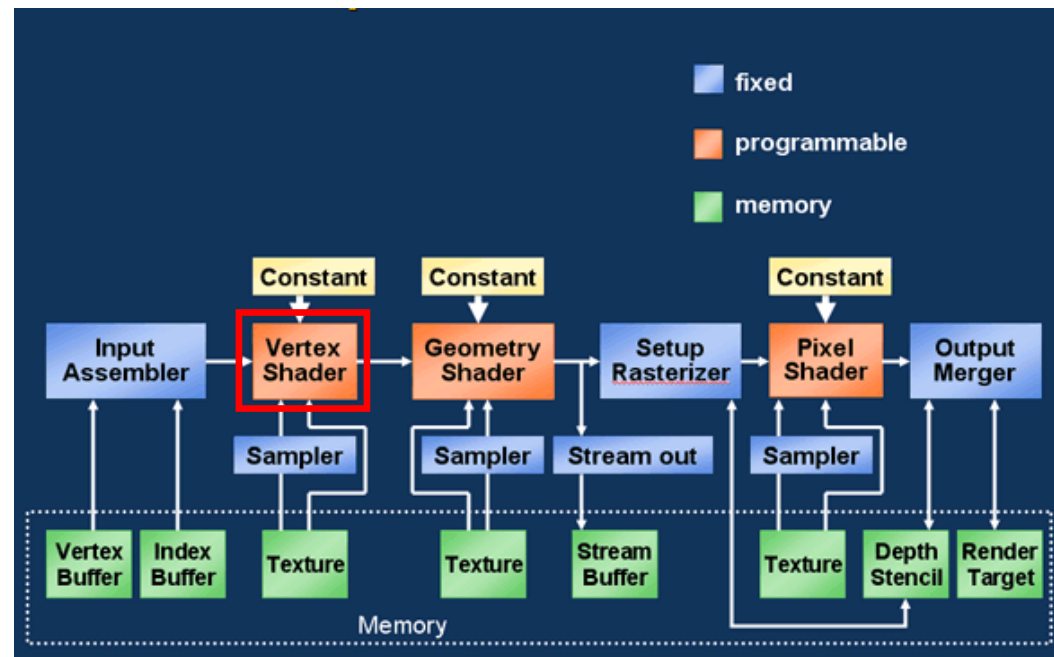 fixed
programmable
memory
Constant
Constant
Constant
Input
Assembler
Vertex
Shader
Geometry
Shader
Setup
Rasterizer
Pixel
Shader
Output
Merger
Sampler
Sampler
Stream out
Sampler
Vertex
Buffer
Index
Buffer
Texture
Texture
Stream
Buffer
Texture
Depth
Stencil
Render
Target
Memory